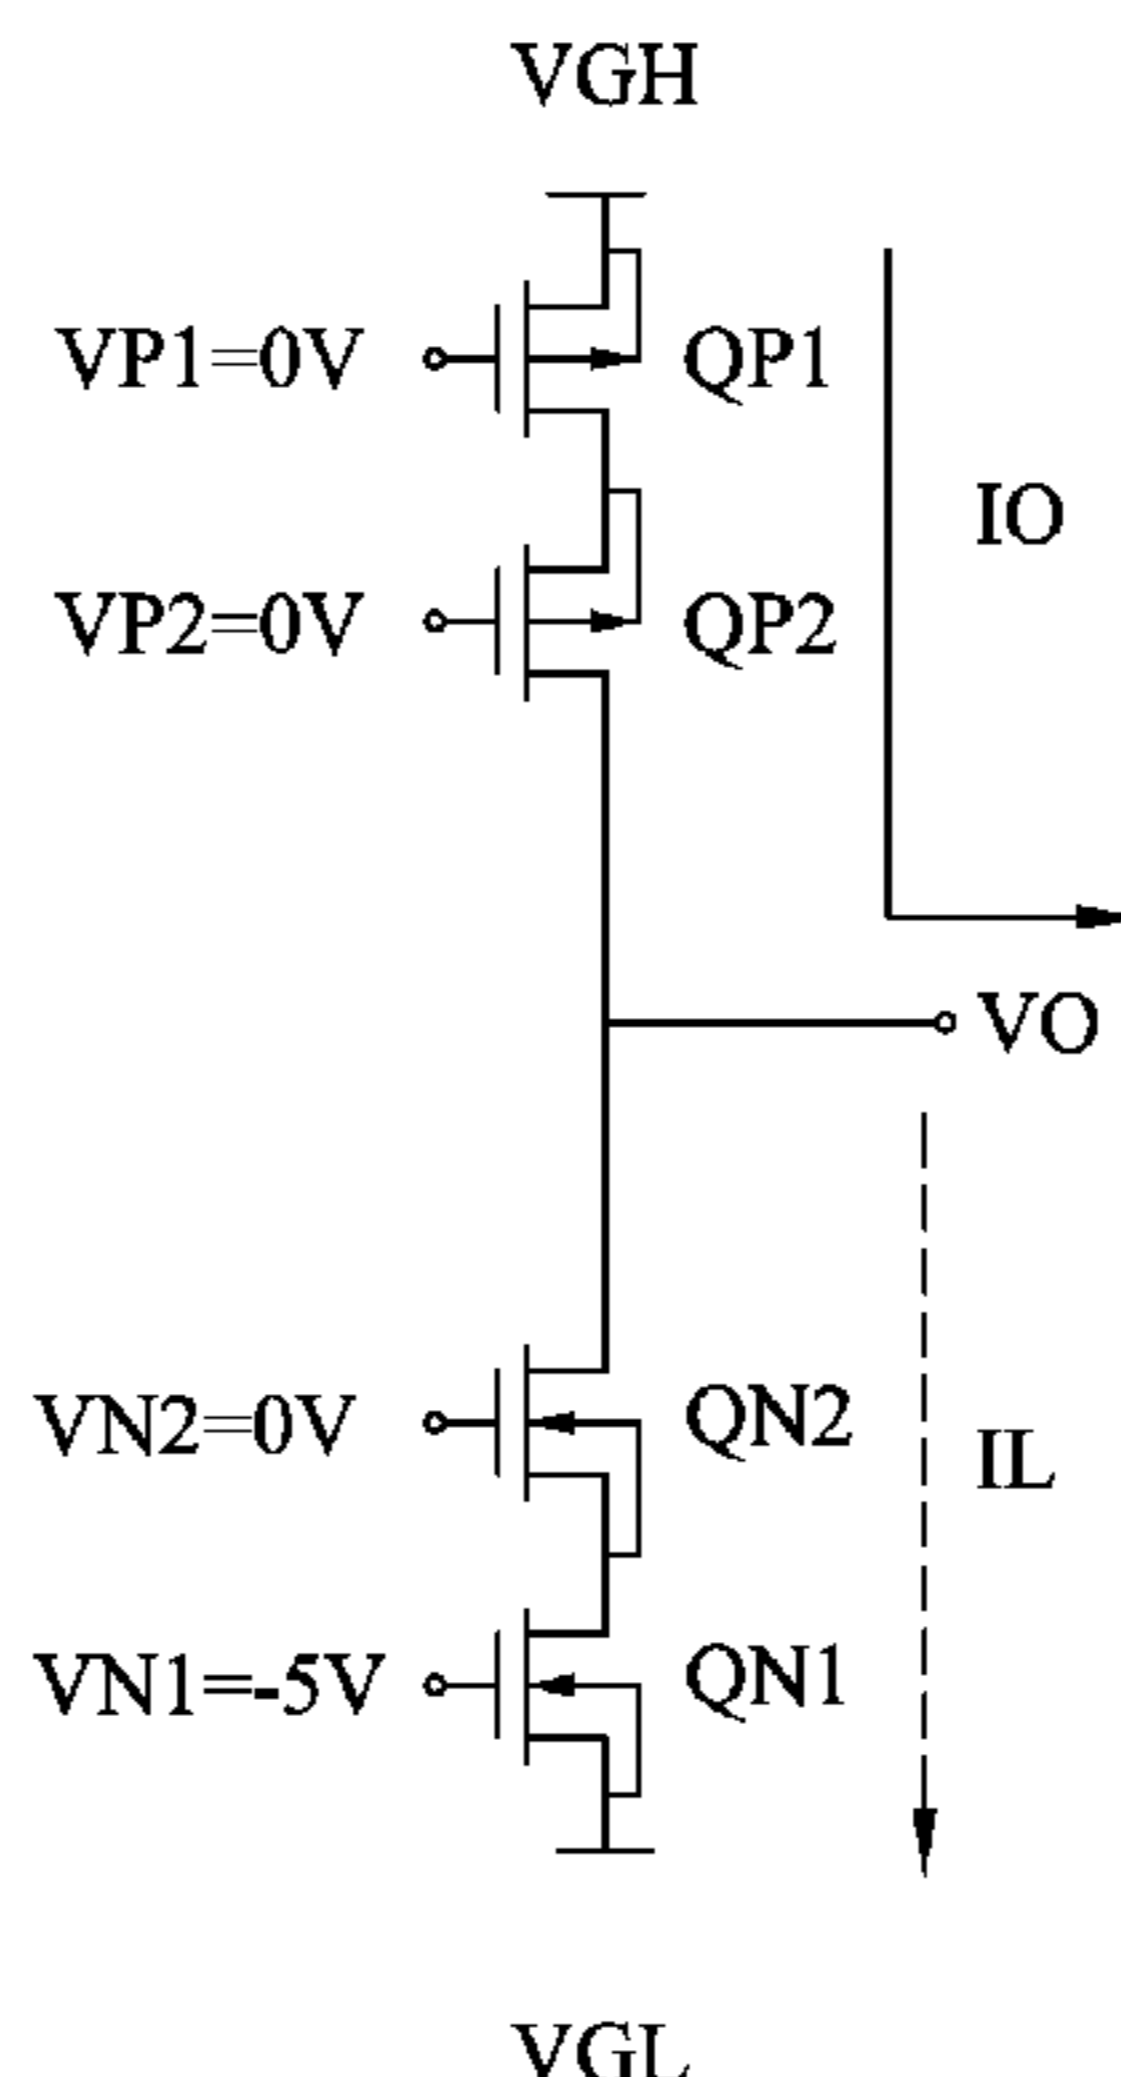 VGH
VP1=0V
QP1
IO
VP2=0V
QP2
VO
VN2=0V
QN2
IL
VN1=-5V
QN1
VGL